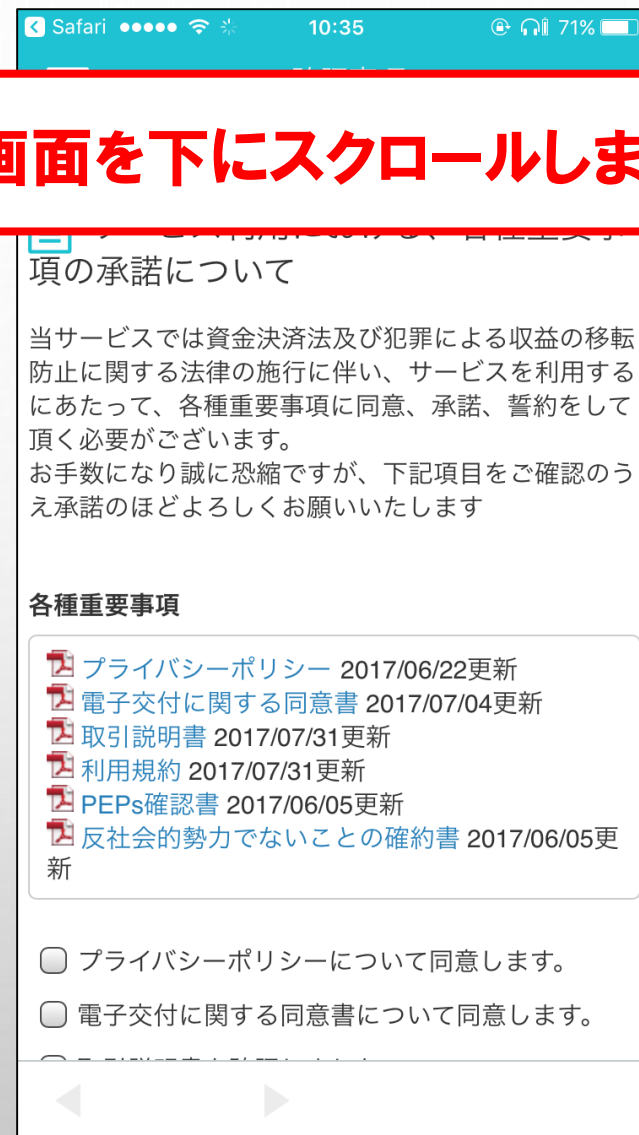 Safari 10:35 71%
画面を下にスクロールしま
項の承諾について
当サービスでは資金決済法及び犯罪による収益の移転
防止に関する法律の施行に伴い、サービスを利用する
にあたって、各種重要事項に同意、承諾、誓約をして
頂く必要がございます。
お手数になり誠に恐縮ですが、下記項目をご確認のう
え承諾のほどよろしくお願いいたします
各種重要事項
プライバシーポリシー 2017/06/22更新
電子交付に関する同意書 2017/07/04更新
取引説明書 2017/07/31更新
利用規約 2017/07/31更新
PEPs確認書 2017/06/05更新
反社会的勢力でないことの確約書 2017/06/05更
新
プライバシーポリシーについて同意します。
電子交付に関する同意書について同意します。